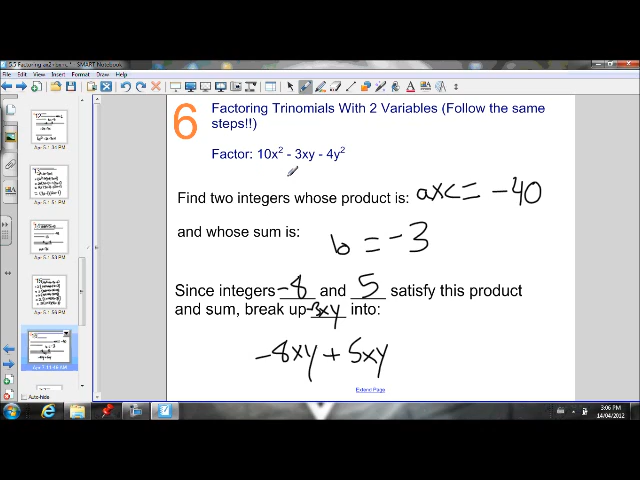 5.5 Factoring ax2 + bx +c * - SMART Notebook
File Edit View Insert Format Tools Draw Help
6
Factoring Trinomials With 2 Variables (Follow the same
steps!!)
Factor: 10x² - 3xy - 4y²
Find two integers whose product is: axc = -40
and whose sum is: b = -3
Since integers -8 and 5 satisfy this product
and sum, break up -3xy into:
-8xy + 5xy
Extend Page
Auto-hide
3:06 PM
14/04/2012